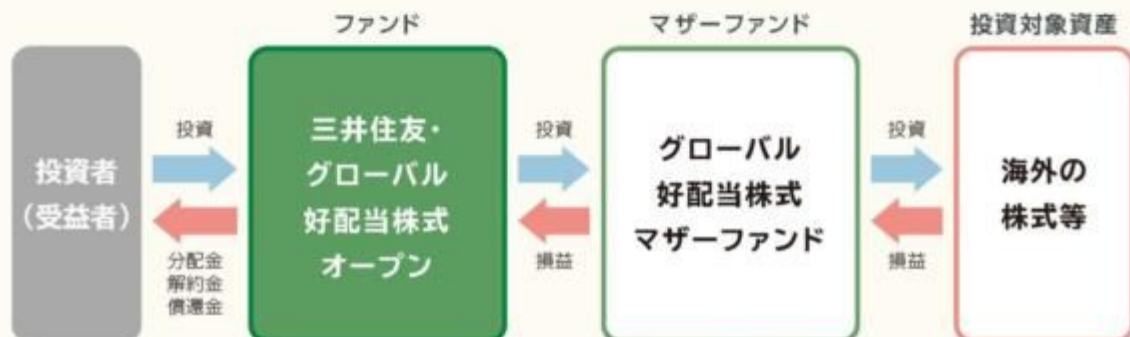 ファンド
マザーファンド
投資対象資産
投資者
(受益者)
投資
分配金
解約金
償還金
三井住友・
グローバル
好配当株式
オープン
投資
損益
グローバル
好配当株式
マザーファンド
投資
損益
海外の
株式等